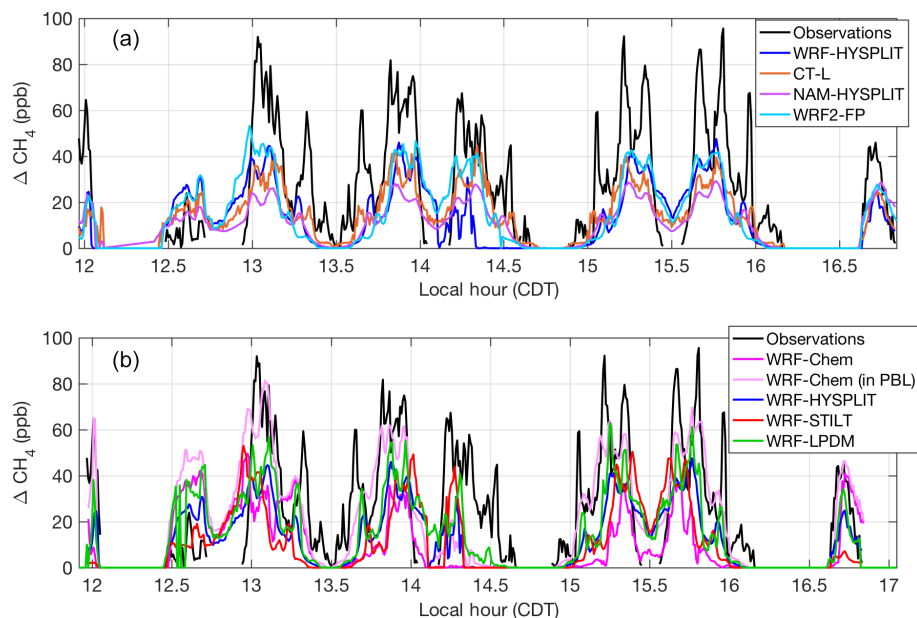 (a)
100
80
60
40
20
0
Δ CH4 (ppb)
Observations
WRF-HYSPLIT
CT-L
NAM-HYSPLIT
WRF2-FP
12 12.5 13 13.5 14 14.5 15 15.5 16 16.5
Local hour (CDT)
(b)
100
80
60
40
20
0
Δ CH4 (ppb)
Observations
WRF-Chem
WRF-Chem (in PBL)
WRF-HYSPLIT
WRF-STILT
WRF-LPDM
12 12.5 13 13.5 14 14.5 15 15.5 16 16.5 17
Local hour (CDT)